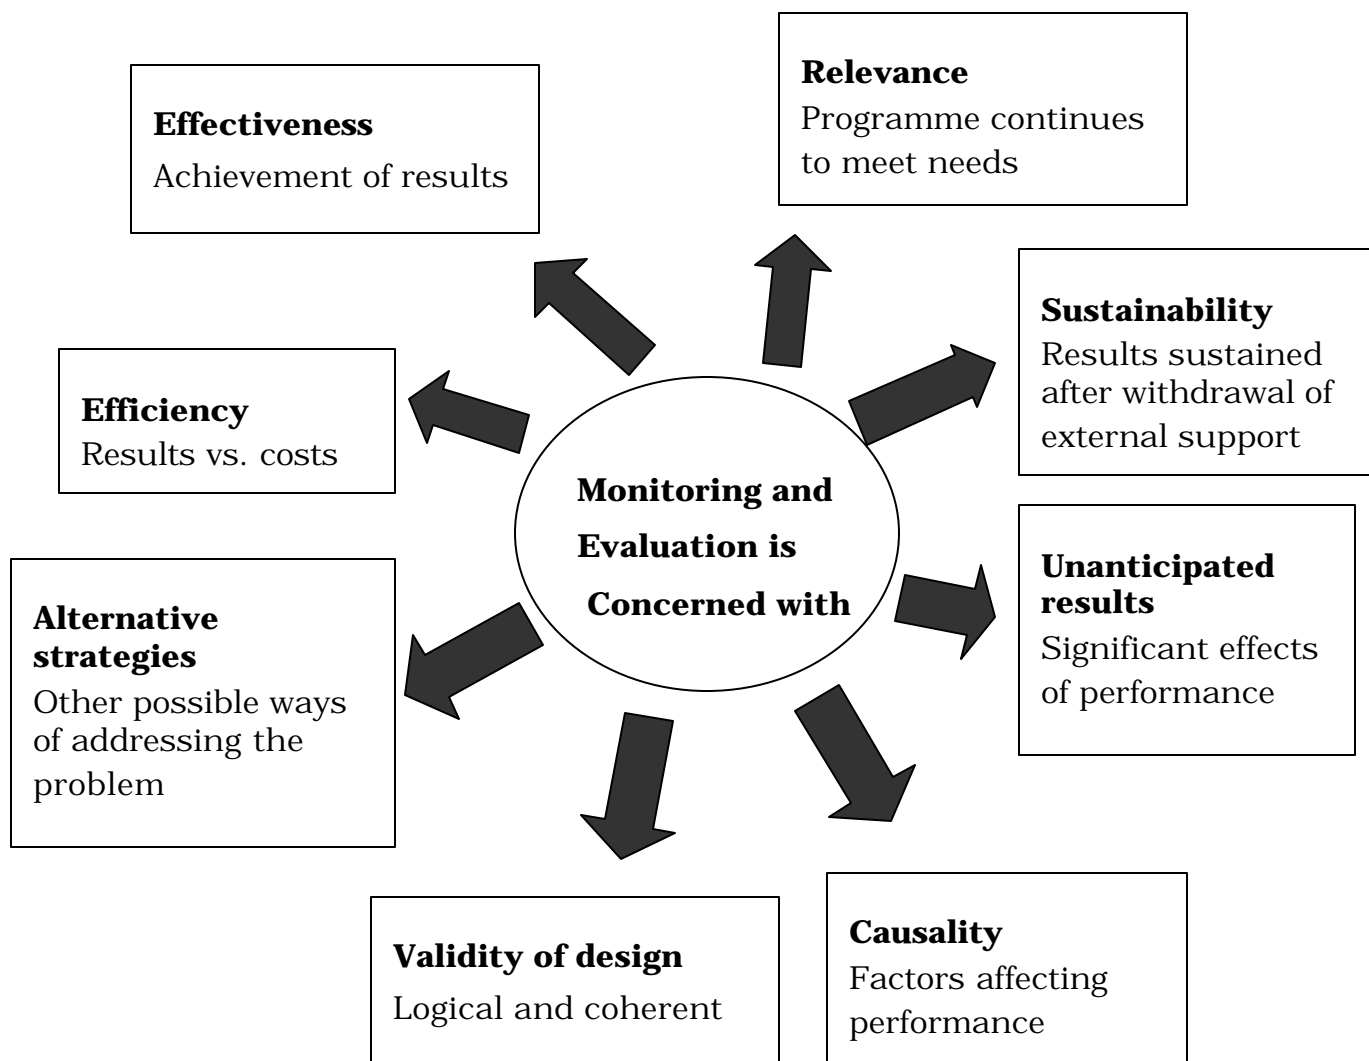 Relevance
Programme continues
to meet needs
Effectiveness
Achievement of results
Sustainability
Results sustained
after withdrawal of
external support
Efficiency
Results vs. costs
Monitoring and
Evaluation is
Concerned with
Unanticipated
results
Significant effects
of performance
Alternative
strategies
Other possible ways
of addressing the
problem
Causality
Factors affecting
performance
Validity of design
Logical and coherent